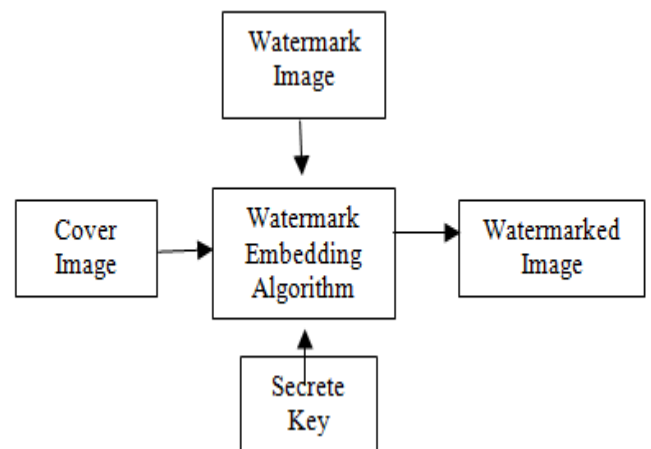 Watermark
Image
Cover
Image
Watermark
Embedding
Algorithm
Watermarked
Image
Secrete
Key